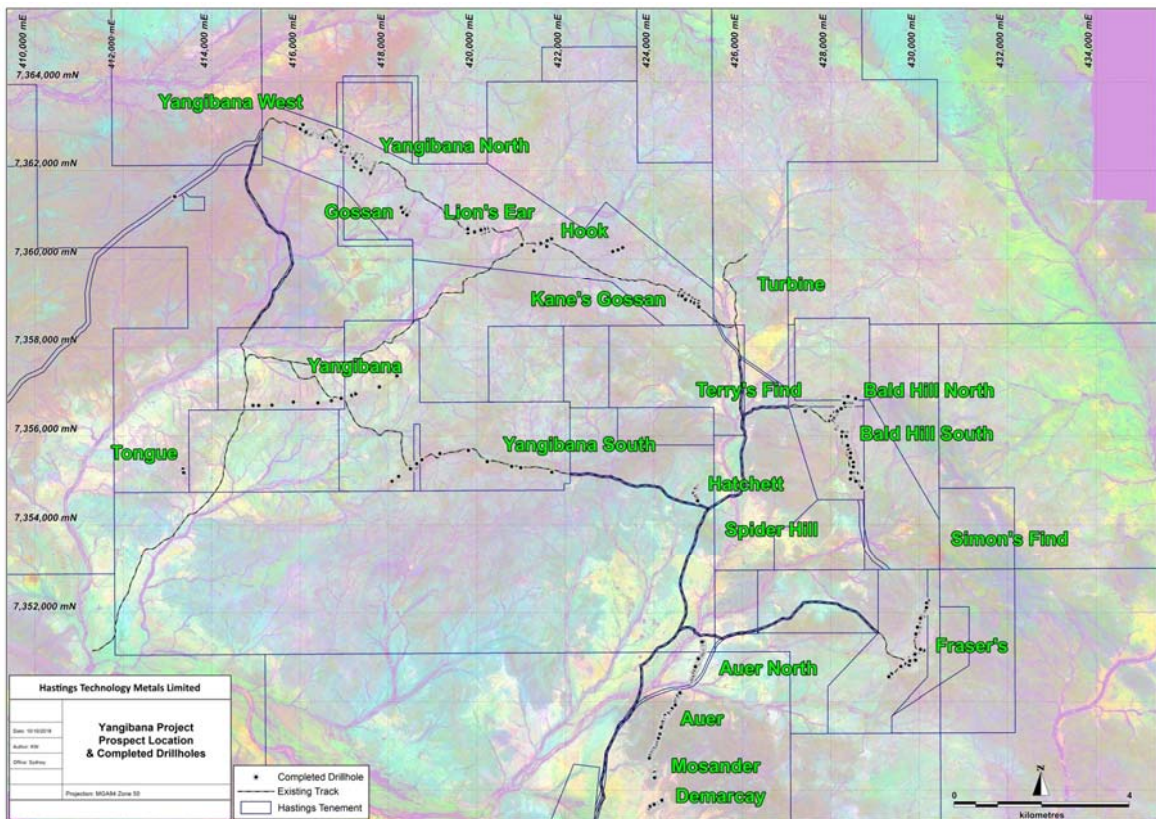 410,000 mE
412,000 mE
414,000 mE
416,000 mE
418,000 mE
420,000 mE
422,000 mE
424,000 mE
426,000 mE
428,000 mE
430,000 mE
432,000 mE
434,000 mE
7,364,000 mN
Yangibana West
Yangibana North
7,362,000 mN
Gossan
Lion's Ear
Hook
7,360,000 mN
Turbine
Kane's Gossan
7,358,000 mN
Yangibana
Terry's Find
Bald Hill North
7,356,000 mN
Bald Hill South
Yangibana South
Tongue
Hatchett
7,354,000 mN
Spider Hill
Simon's Find
7,352,000 mN
Fraser's
Auer North
Auer
Mosander
Demarcay
Hastings Technology Metals Limited
Yangibana Project
Prospect Location
& Completed Drillholes
Author: KW
Office: Sydney
Projection: MGA94 Zone 50
Completed Drillhole
Existing Track
Hastings Tenement
N
0
4
kilometres